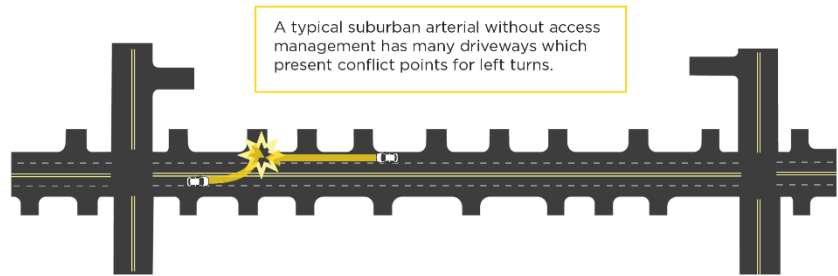 A typical suburban arterial without access
management has many driveways which
present conflict points for left turns.